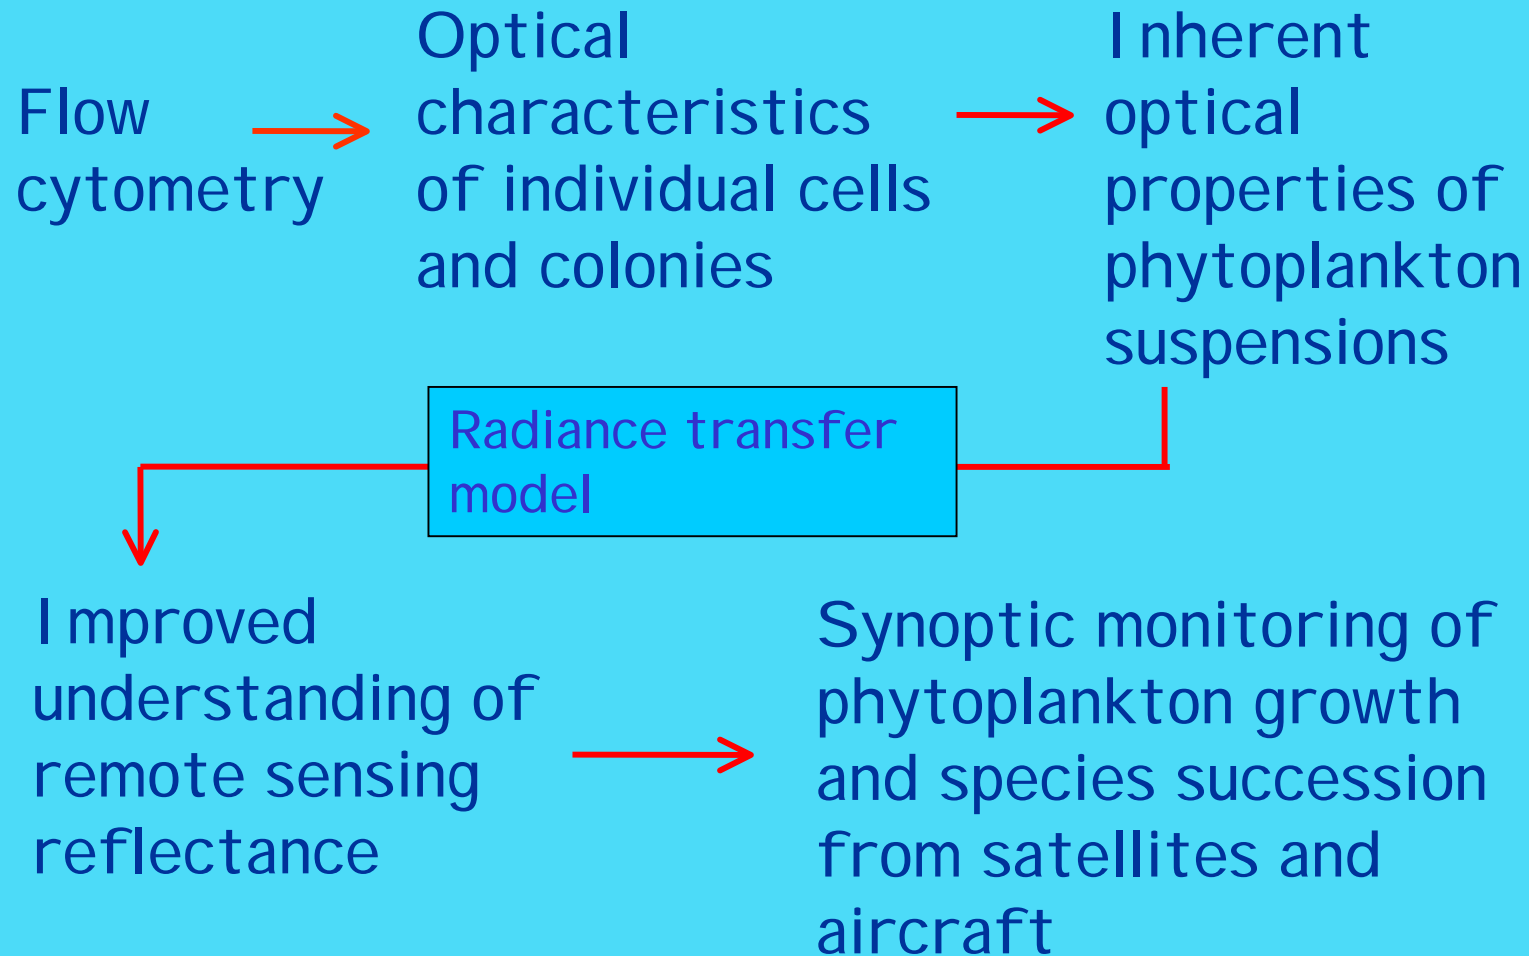 Flow
cytometry
Optical
characteristics
of individual cells
and colonies
Inherent
optical
properties of
phytoplankton
suspensions
Radiance transfer
model
Improved
understanding of
remote sensing
reflectance
Synoptic monitoring of
phytoplankton growth
and species succession
from satellites and
aircraft